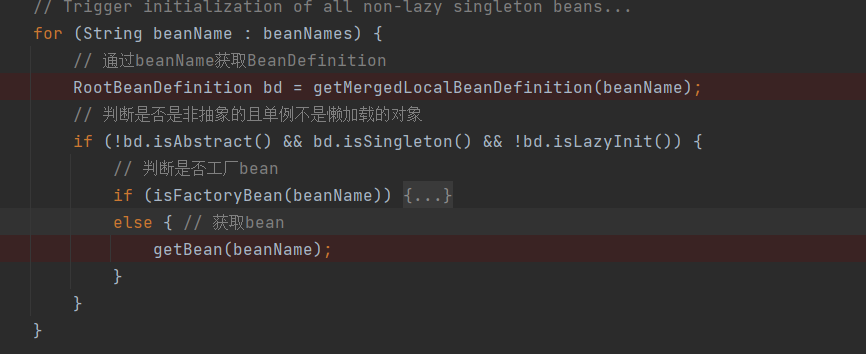 // Trigger initialization of all non-lazy singleton beans...
for (String beanName : beanNames) {
// 通过beanName获取BeanDefinition
RootBeanDefinition bd = getMergedLocalBeanDefinition(beanName);
// 判断是否是非抽象的且单例不是懒加载的对象
if (!bd.isAbstract() && bd.isSingleton() && !bd.isLazyInit()) {
// 判断是否工厂bean
if (isFactoryBean(beanName)) {...}
else { // 获取bean
getBean(beanName);
}
}
}